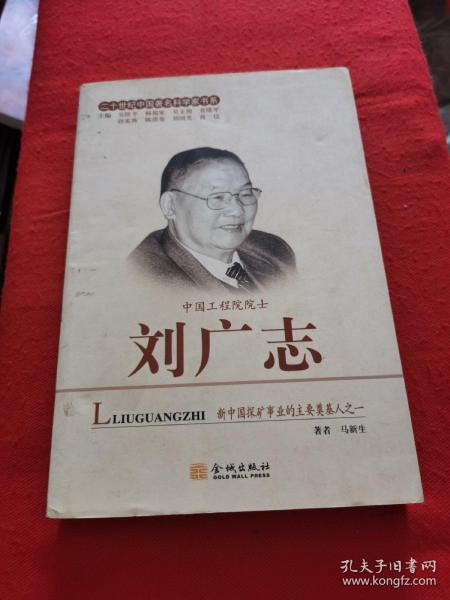 二十世纪中国著名科学家书系
主编
中国工程院院士
刘广志
LLIUGUANGZHI 新中国探矿事业的主要奠基人之一
著者 马新生
金城出版社
GOLD WALL PRESS
孔夫子旧书网
www.kongfz.com